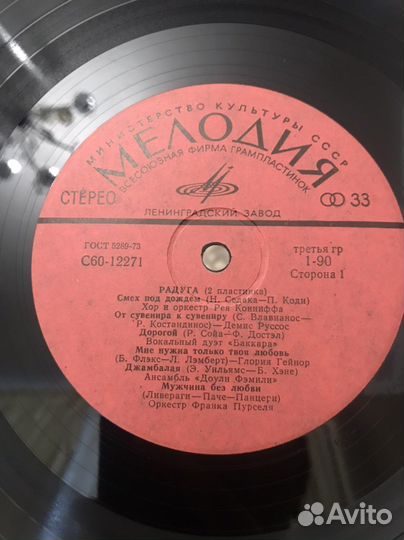 МИНИСТЕРСТВО КУЛЬТУРЫ СССР
МЕЛОДИЯ
ВСЕСОЮЗНАЯ ФИРМА ГРАМПЛАСТИНОК
СТЕРЕО
33
ЛЕНИНГРАДСКИЙ ЗАВОД
ГОСТ 5289-73
третья гр
С60-12271
1-90
Сторона 1
РАДУГА (2 пластинка)
Смех под дождем (Н. Седака—П. Коди)
Хор и оркестр Рея Конниффа
От сувенира к сувениру (С. Влавианос—
Р. Костандинос)—Демис Руссос
Дорогой (Р. Сойа—Ф. Достэл)
Вокальный дуэт «Баккара»
Мне нужна только твоя любовь
(Б. Флэкс—Л. Лэмберт)—Глория Гейнор
Джамбалая (Э. Уильямс—Б. Хэне)
Ансамбль «Доули Фэмили»
Мужчина без любви
(Ливераги—Паче—Панцери)
Оркестр Франка Пурселя
Avito